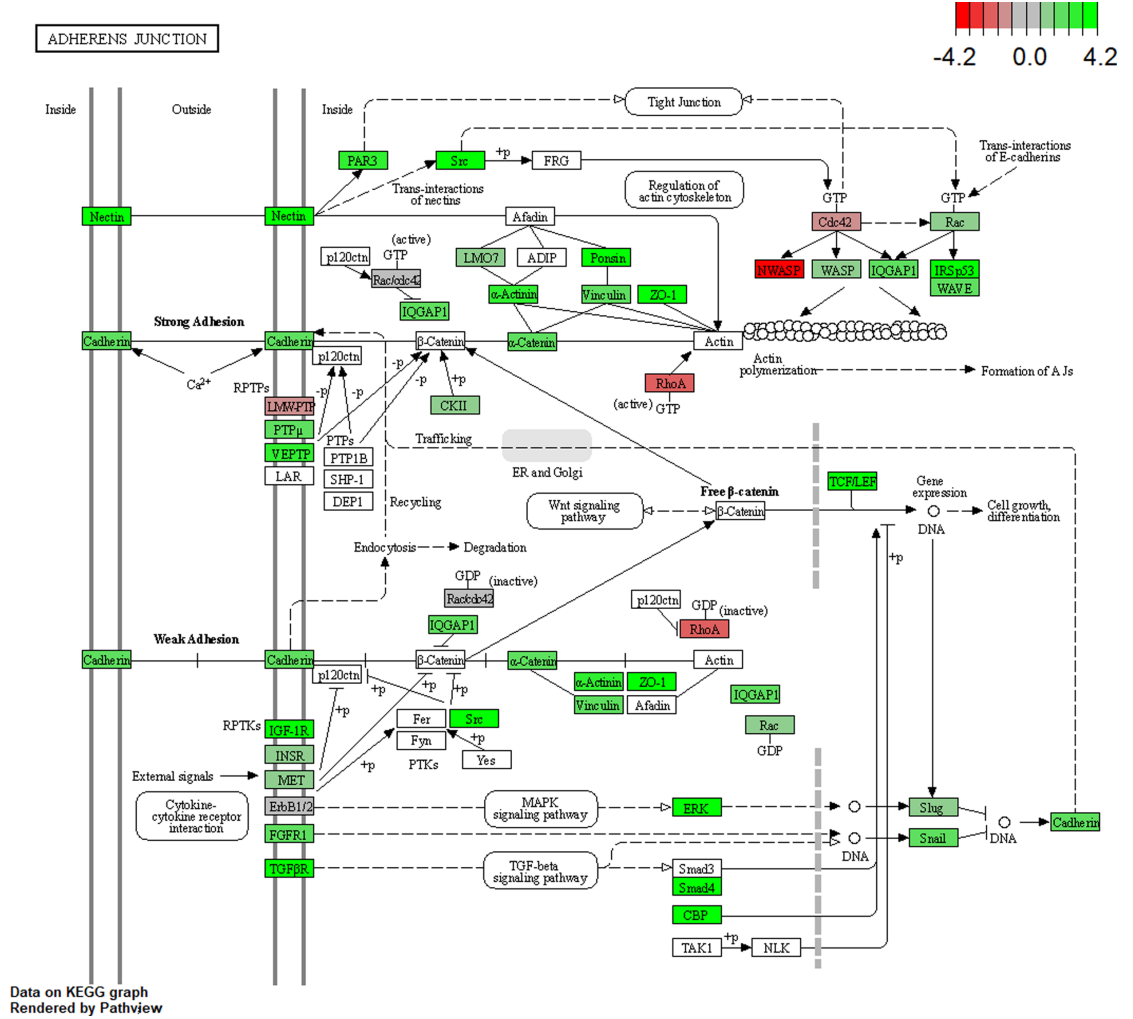 -4.2 0.0 4.2
ADHERENS JUNCTION
Inside
Outside
Inside
Tight Junction
PAR3
Src
+p
FRG
Trans-interactions
of nectins
Trans-interactions
of E-cadherins
Regulation of
actin cytoskeleton
GTP
GTP
Nectin
Nectin
Afadin
Cdc42
Rac
(active)
p120ctn
GTP
Rac/cdc42
IQGAP1
LMO7
ADIP
Ponsin
α-Actinin
Vinculin
ZO-1
NWASP
WASP
IQGAP1
IRSp53
WAVE
Strong Adhesion
Cadherin
Cadherin
p120ctn
β-Catenin
α-Catenin
Actin
Actin
polymerization
Formation of AJs
Ca2+
RPTPs
-p
-p
-p
-p
+p
CKII
RhoA
(active)
GTP
LMW-PTP
PTPμ
VEPTP
LAR
PTPs
PTP1B
SHP-1
DEP1
Trafficking
ER and Golgi
Recycling
Free β-catenin
Wnt signaling
pathway
β-Catenin
TCF/LEF
Gene
expression
DNA
Cell growth,
differentiation
+p
Endocytosis
Degradation
GDP
(inactive)
Rac/cdc42
IQGAP1
p120ctn
GDP
(inactive)
RhoA
Weak Adhesion
Cadherin
Cadherin
p120ctn
β-Catenin
α-Catenin
Actin
+p
+p
+p
+p
α-Actinin
ZO-1
Vinculin
Afadin
IQGAP1
Rac
GDP
RPTKs
IGF-1R
INSR
MET
ErbB1/2
FGFR1
TGFβR
Fer
Src
Fyn
+p
Yes
PTKs
+p
External signals
Cytokine-
cytokine receptor
interaction
MAPK
signaling pathway
ERK
Slug
Snail
DNA
DNA
Cadherin
TGF-beta
signaling pathway
Smad3
Smad4
CBP
TAK1
+p
NLK
Data on KEGG graph
Rendered by Pathview